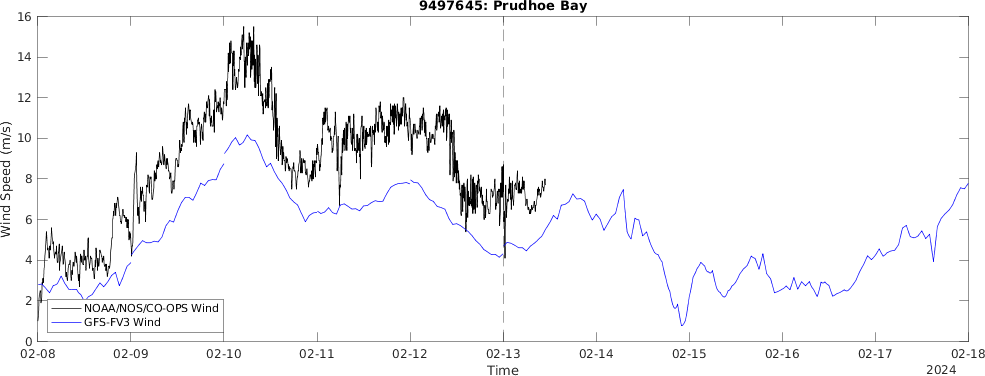 9497645: Prudhoe Bay
Wind Speed (m/s)
16
14
12
10
8
6
4
2
0
NOAA/NOS/CO-OPS Wind
GFS-FV3 Wind
02-08 02-09 02-10 02-11 02-12 02-13 02-14 02-15 02-16 02-17 02-18
Time
2024